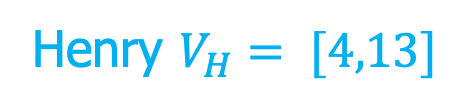 Henry V_H = [4,13]